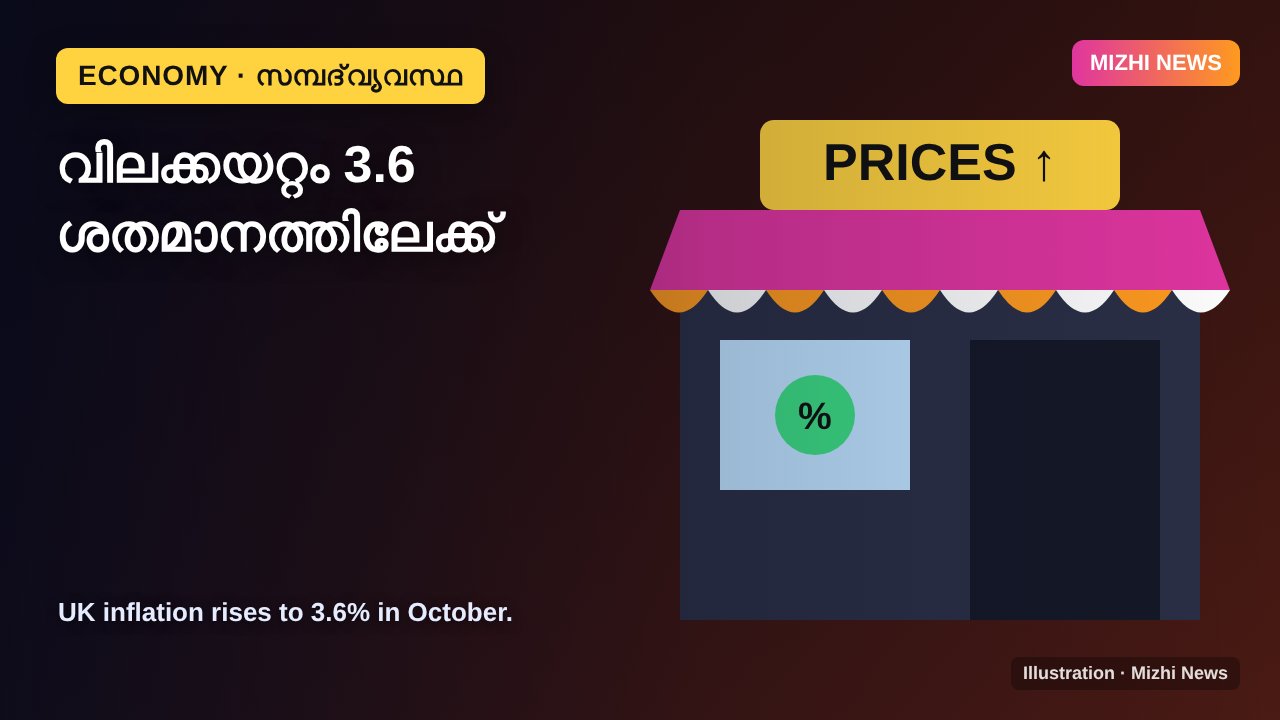 ECONOMY · സമ്പദ്‌വ്യവസ്ഥ
MIZHI NEWS
വിലക്കയറ്റം 3.6
ശതമാനത്തിലേക്ക്
PRICES ↑
%
UK inflation rises to 3.6% in October.
Illustration · Mizhi News